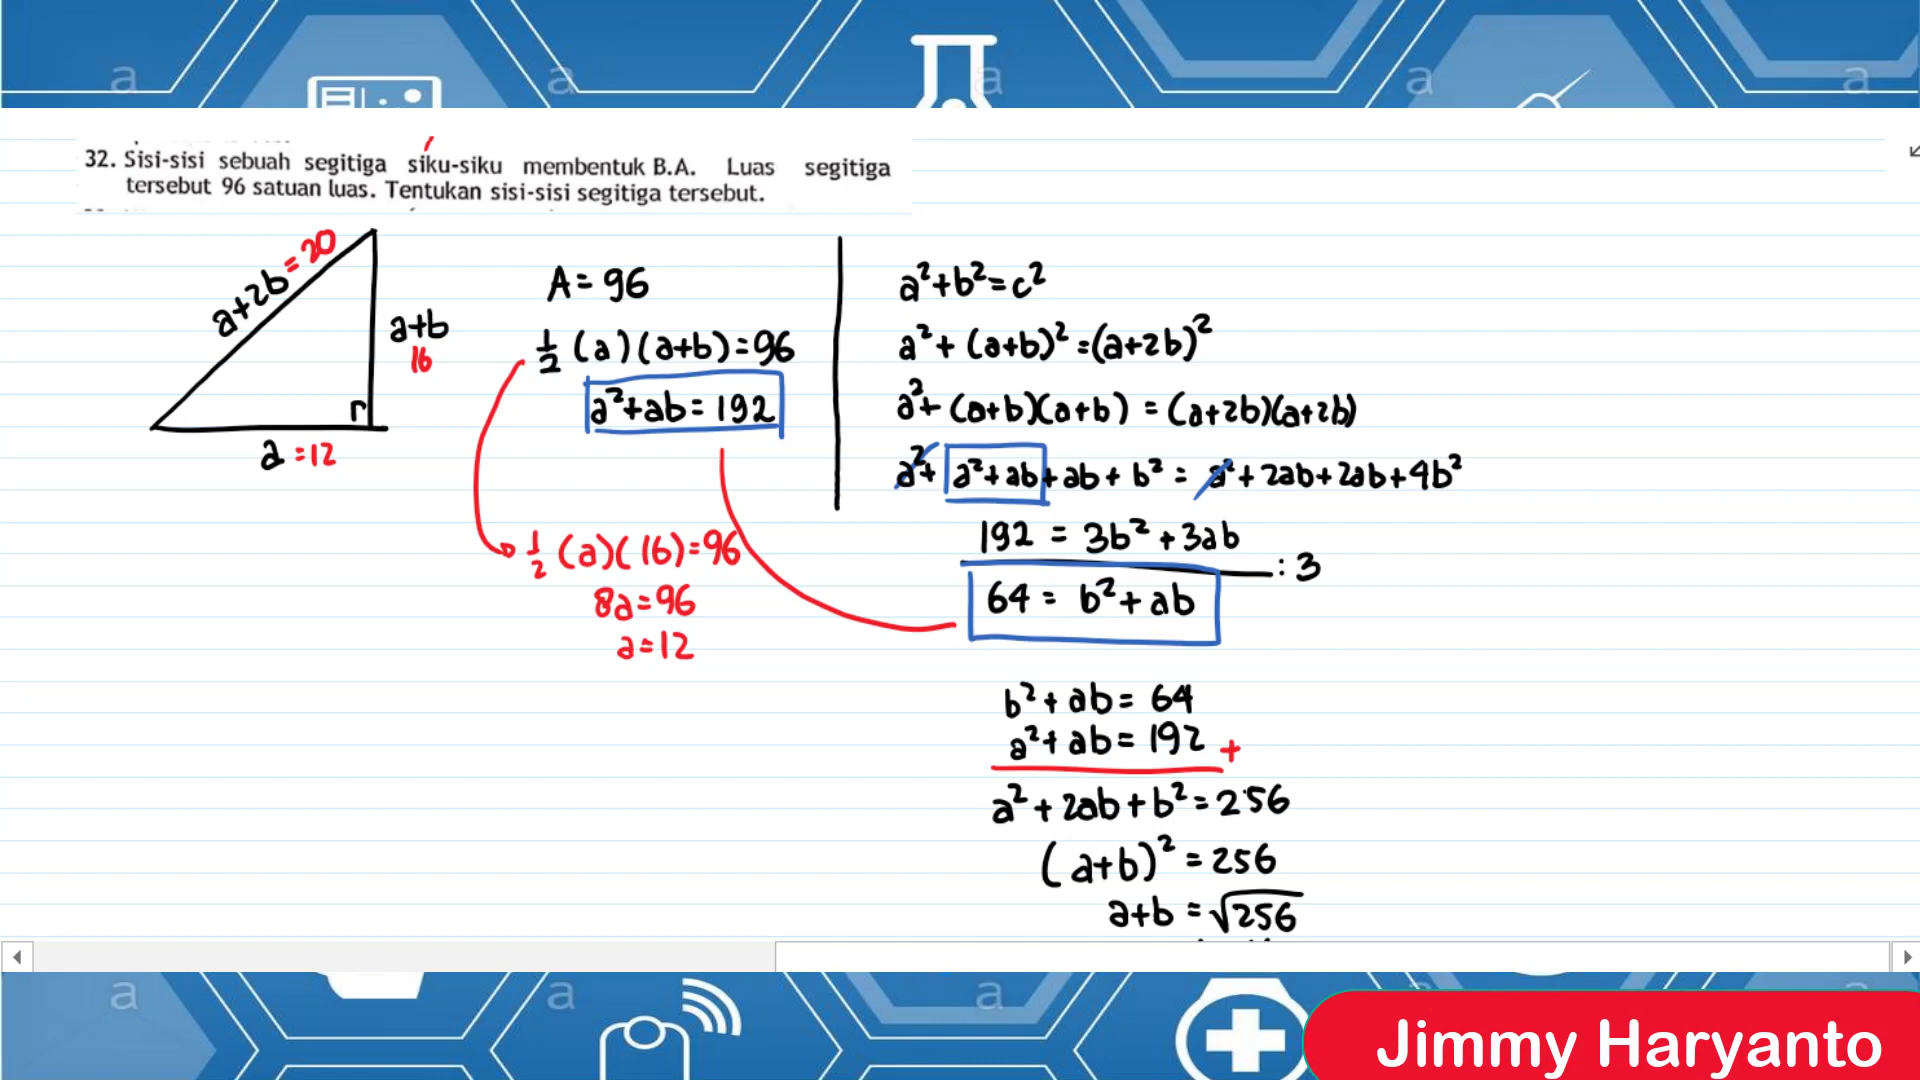 32. Sisi-sisi sebuah segitiga siku-siku membentuk B.A. Luas segitiga
tersebut 96 satuan luas. Tentukan sisi-sisi segitiga tersebut.
a+2b = 20
a+b
16
a = 12
A = 96
½ (a)(a+b) = 96
a² + ab = 192
½ (a)(16) = 96
8a = 96
a = 12
a² + b² = c²
a² + (a+b)² = (a+2b)²
a² + (a+b)(a+b) = (a+2b)(a+2b)
a² + a² + ab + ab + b² = a² + 2ab + 2ab + 4b²
192 = 3b² + 3ab
: 3
64 = b² + ab
b² + ab = 64
a² + ab = 192 +
a² + 2ab + b² = 256
(a+b)² = 256
a+b = √256
Jimmy Haryanto